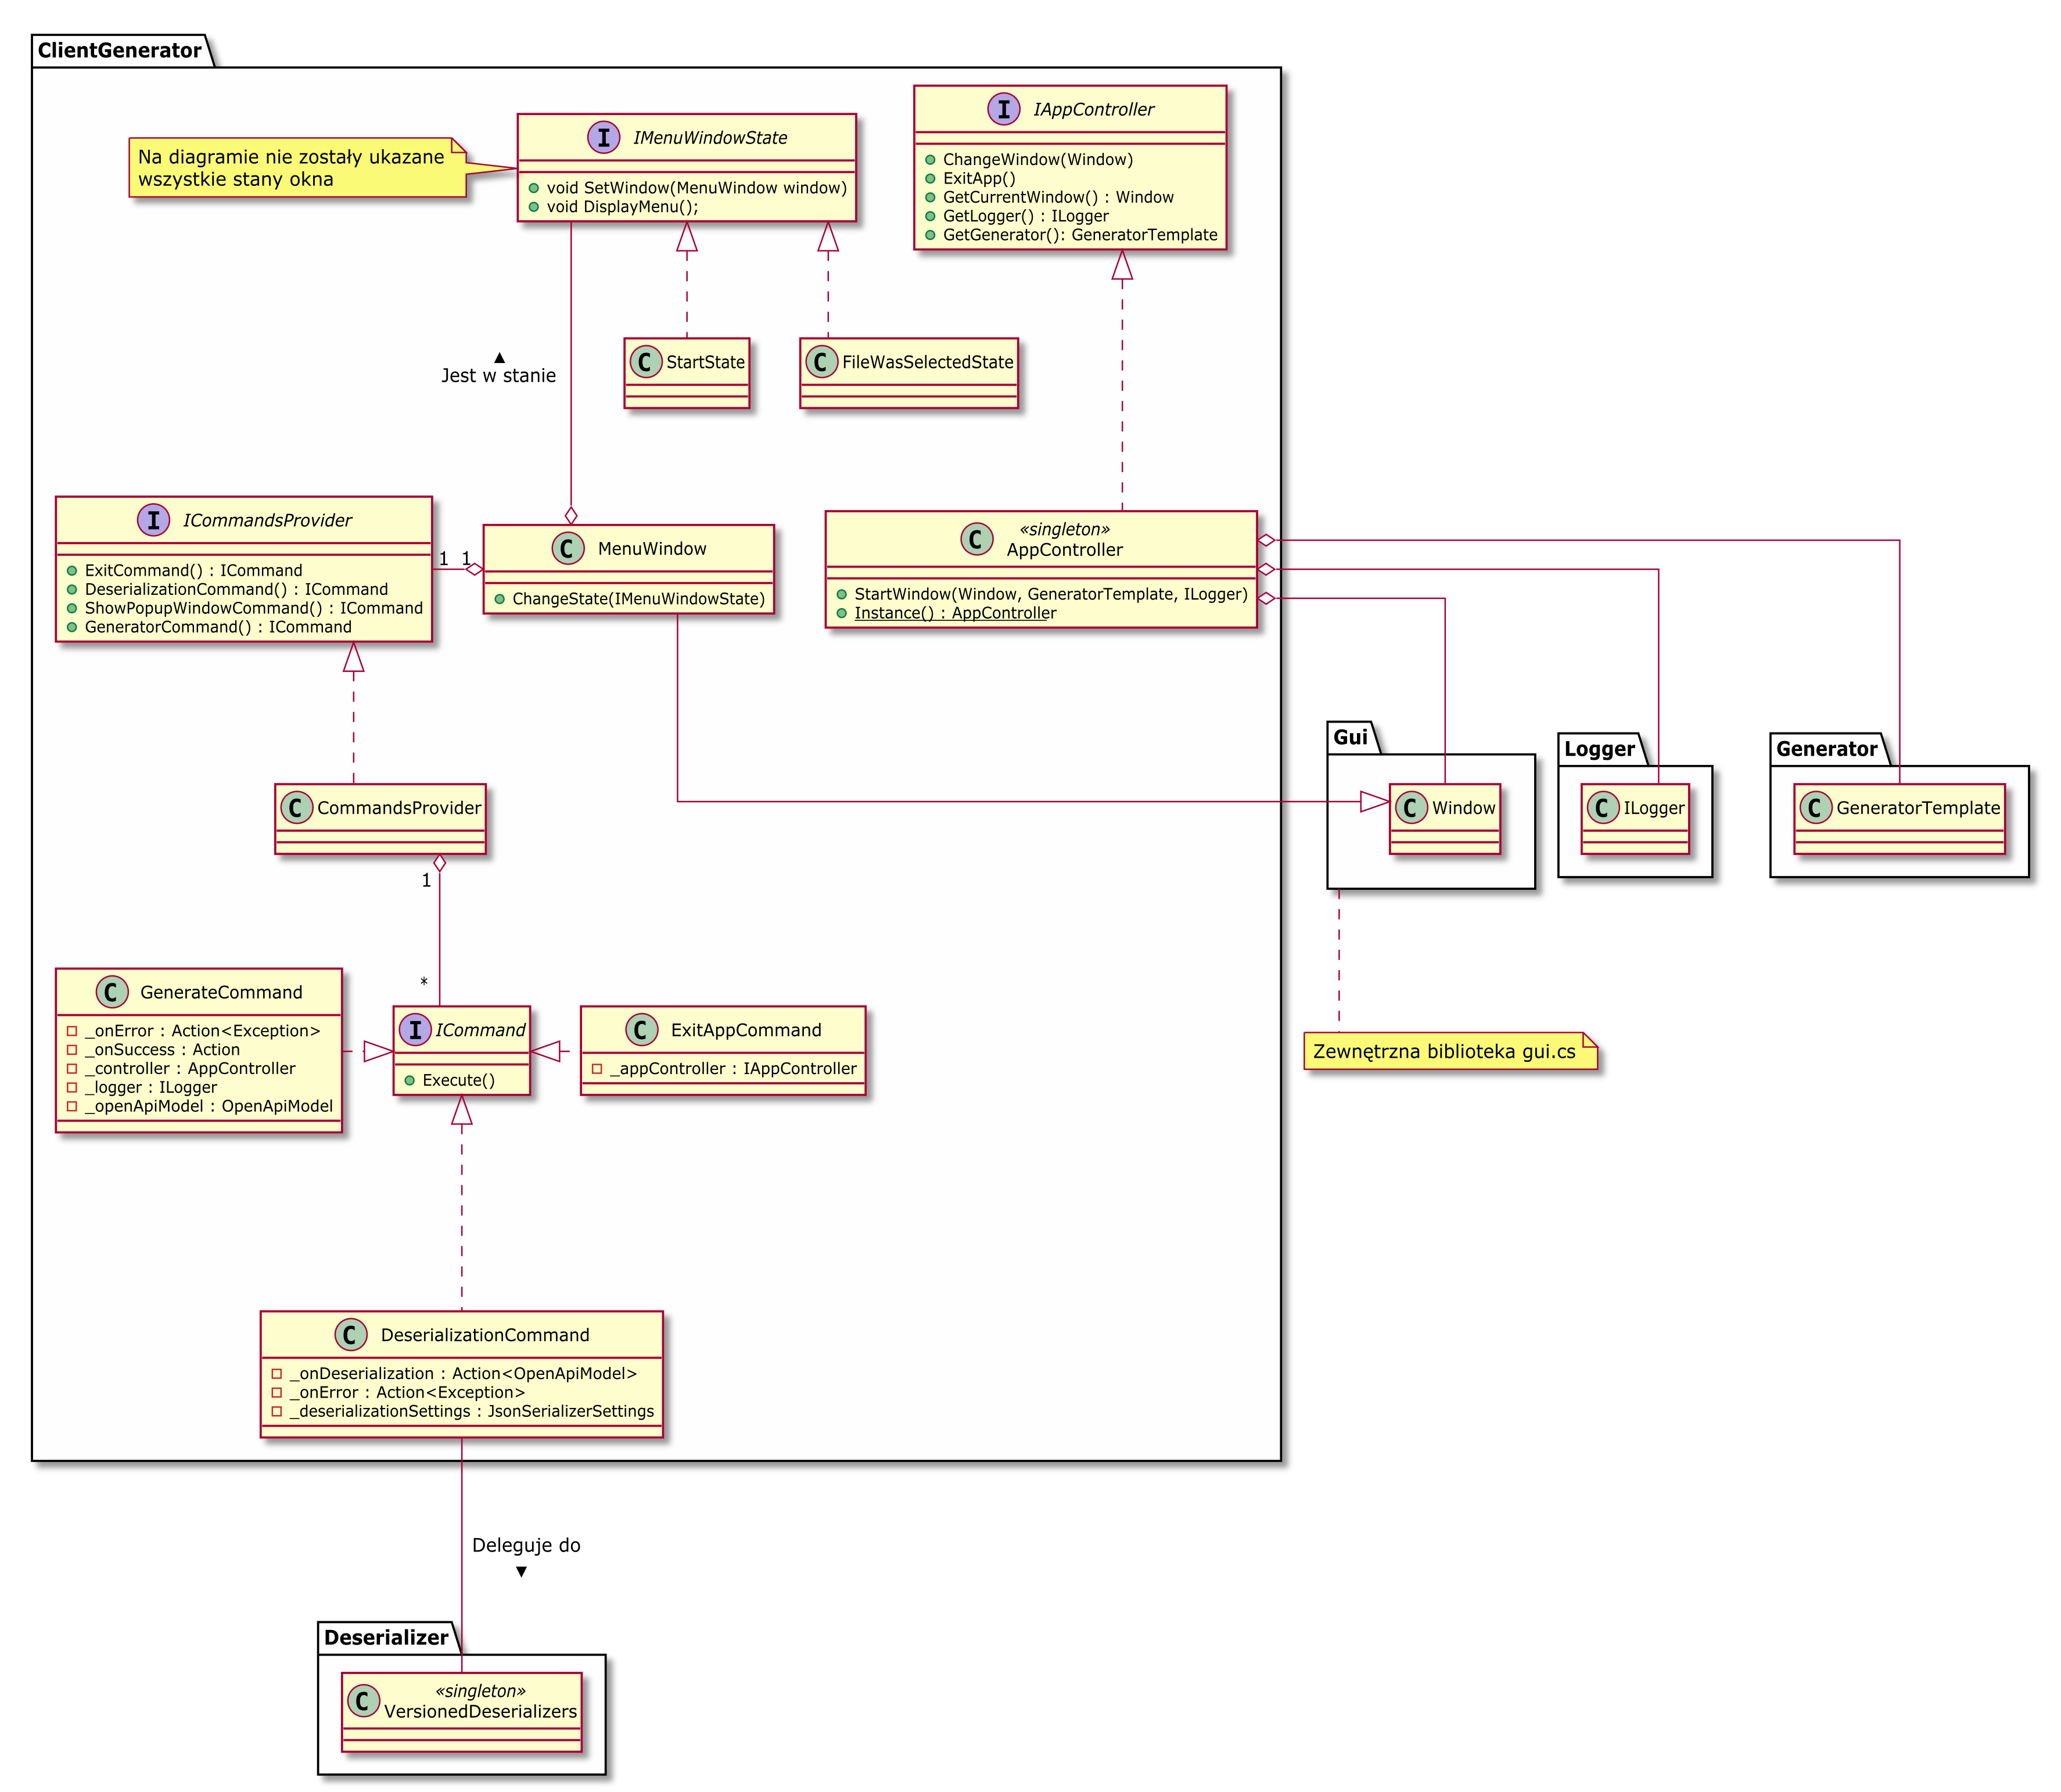 ClientGenerator
I IAppController
ChangeWindow(Window)
ExitApp()
GetCurrentWindow() : Window
GetLogger() : ILogger
GetGenerator(): GeneratorTemplate
I IMenuWindowState
void SetWindow(MenuWindow window)
void DisplayMenu();
Na diagramie nie zostały ukazane
wszystkie stany okna
C StartState
C FileWasSelectedState
Jest w stanie
I ICommandsProvider
ExitCommand() : ICommand
DeserializationCommand() : ICommand
ShowPopupWindowCommand() : ICommand
GeneratorCommand() : ICommand
1 1
C MenuWindow
ChangeState(IMenuWindowState)
«singleton»
C AppController
StartWindow(Window, GeneratorTemplate, ILogger)
Instance() : AppController
Gui
C Window
Logger
C ILogger
Generator
C GeneratorTemplate
C CommandsProvider
1
*
C GenerateCommand
_onError : Action<Exception>
_onSuccess : Action
_controller : AppController
_logger : ILogger
_openApiModel : OpenApiModel
I ICommand
Execute()
C ExitAppCommand
_appController : IAppController
Zewnętrzna biblioteka gui.cs
C DeserializationCommand
_onDeserialization : Action<OpenApiModel>
_onError : Action<Exception>
_deserializationSettings : JsonSerializerSettings
Deleguje do
Deserializer
«singleton»
C VersionedDeserializers